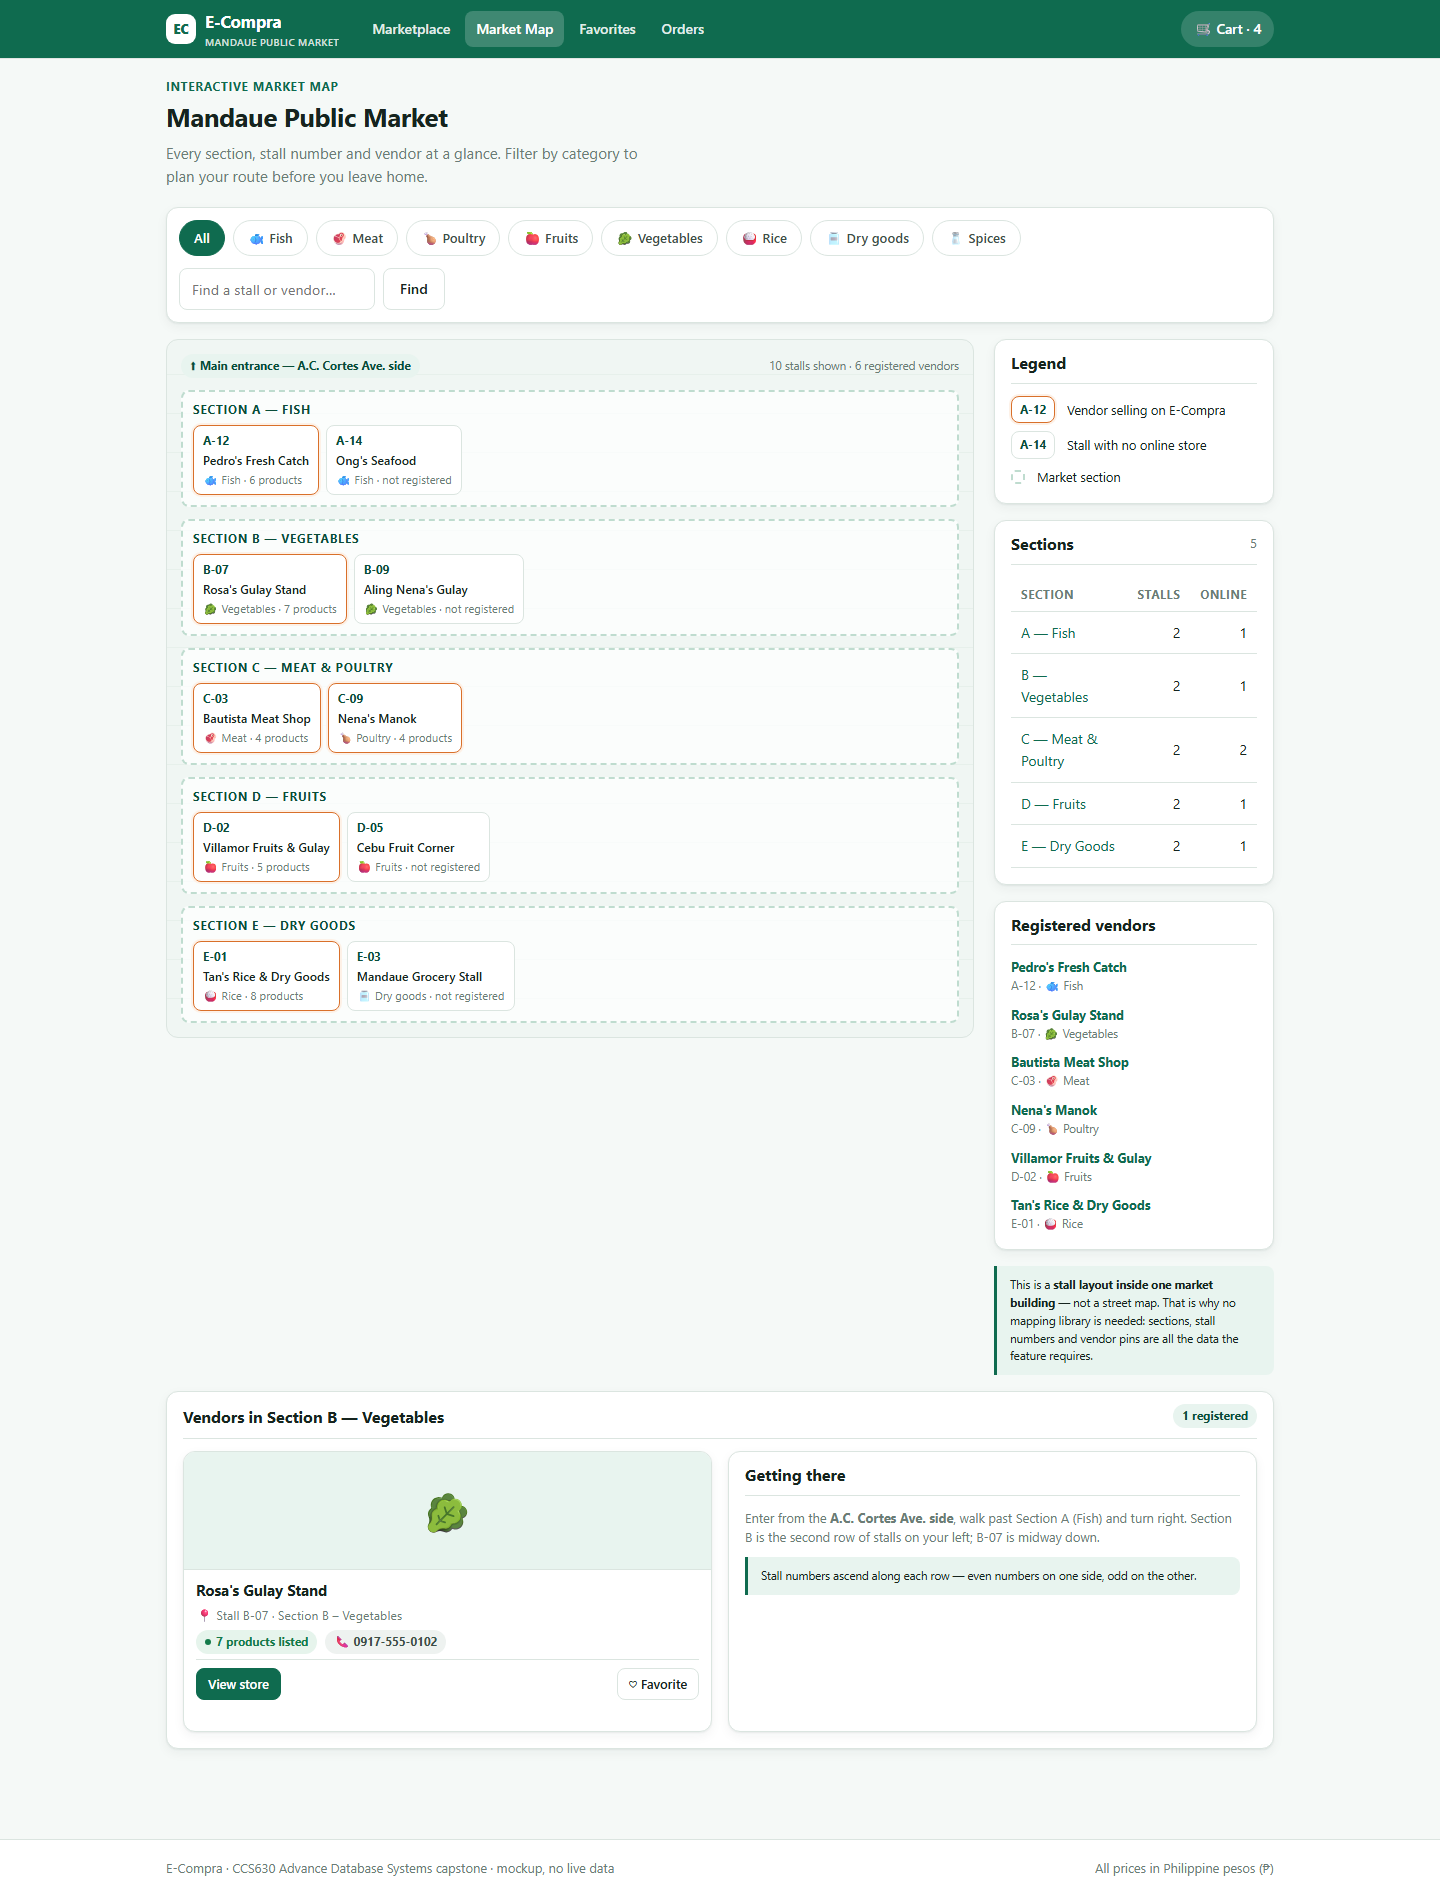 EC
E-Compra
MANDAUE PUBLIC MARKET
Marketplace
Market Map
Favorites
Orders
Cart · 4
INTERACTIVE MARKET MAP
Mandaue Public Market
Every section, stall number and vendor at a glance. Filter by category to
plan your route before you leave home.
All
Fish
Meat
Poultry
Fruits
Vegetables
Rice
Dry goods
Spices
Find a stall or vendor...
Find
⬆ Main entrance — A.C. Cortes Ave. side
10 stalls shown · 6 registered vendors
SECTION A — FISH
A-12
Pedro's Fresh Catch
Fish · 6 products
A-14
Ong's Seafood
Fish · not registered
SECTION B — VEGETABLES
B-07
Rosa's Gulay Stand
Vegetables · 7 products
B-09
Aling Nena's Gulay
Vegetables · not registered
SECTION C — MEAT & POULTRY
C-03
Bautista Meat Shop
Meat · 4 products
C-09
Nena's Manok
Poultry · 4 products
SECTION D — FRUITS
D-02
Villamor Fruits & Gulay
Fruits · 5 products
D-05
Cebu Fruit Corner
Fruits · not registered
SECTION E — DRY GOODS
E-01
Tan's Rice & Dry Goods
Rice · 8 products
E-03
Mandaue Grocery Stall
Dry goods · not registered
Legend
A-12 Vendor selling on E-Compra
A-14 Stall with no online store
Market section
Sections 5
SECTION STALLS ONLINE
A — Fish 2 1
B —
Vegetables 2 1
C — Meat &
Poultry 2 2
D — Fruits 2 1
E — Dry Goods 2 1
Registered vendors
Pedro's Fresh Catch
A-12 · Fish
Rosa's Gulay Stand
B-07 · Vegetables
Bautista Meat Shop
C-03 · Meat
Nena's Manok
C-09 · Poultry
Villamor Fruits & Gulay
D-02 · Fruits
Tan's Rice & Dry Goods
E-01 · Rice
This is a stall layout inside one market
building — not a street map. That is why no
mapping library is needed: sections, stall
numbers and vendor pins are all the data the
feature requires.
Vendors in Section B — Vegetables
1 registered
Rosa's Gulay Stand
Stall B-07 · Section B – Vegetables
● 7 products listed
0917-555-0102
View store
♡ Favorite
Getting there
Enter from the A.C. Cortes Ave. side, walk past Section A (Fish) and turn right. Section
B is the second row of stalls on your left; B-07 is midway down.
Stall numbers ascend along each row — even numbers on one side, odd on the other.
E-Compra · CCS630 Advance Database Systems capstone · mockup, no live data
All prices in Philippine pesos (₱)